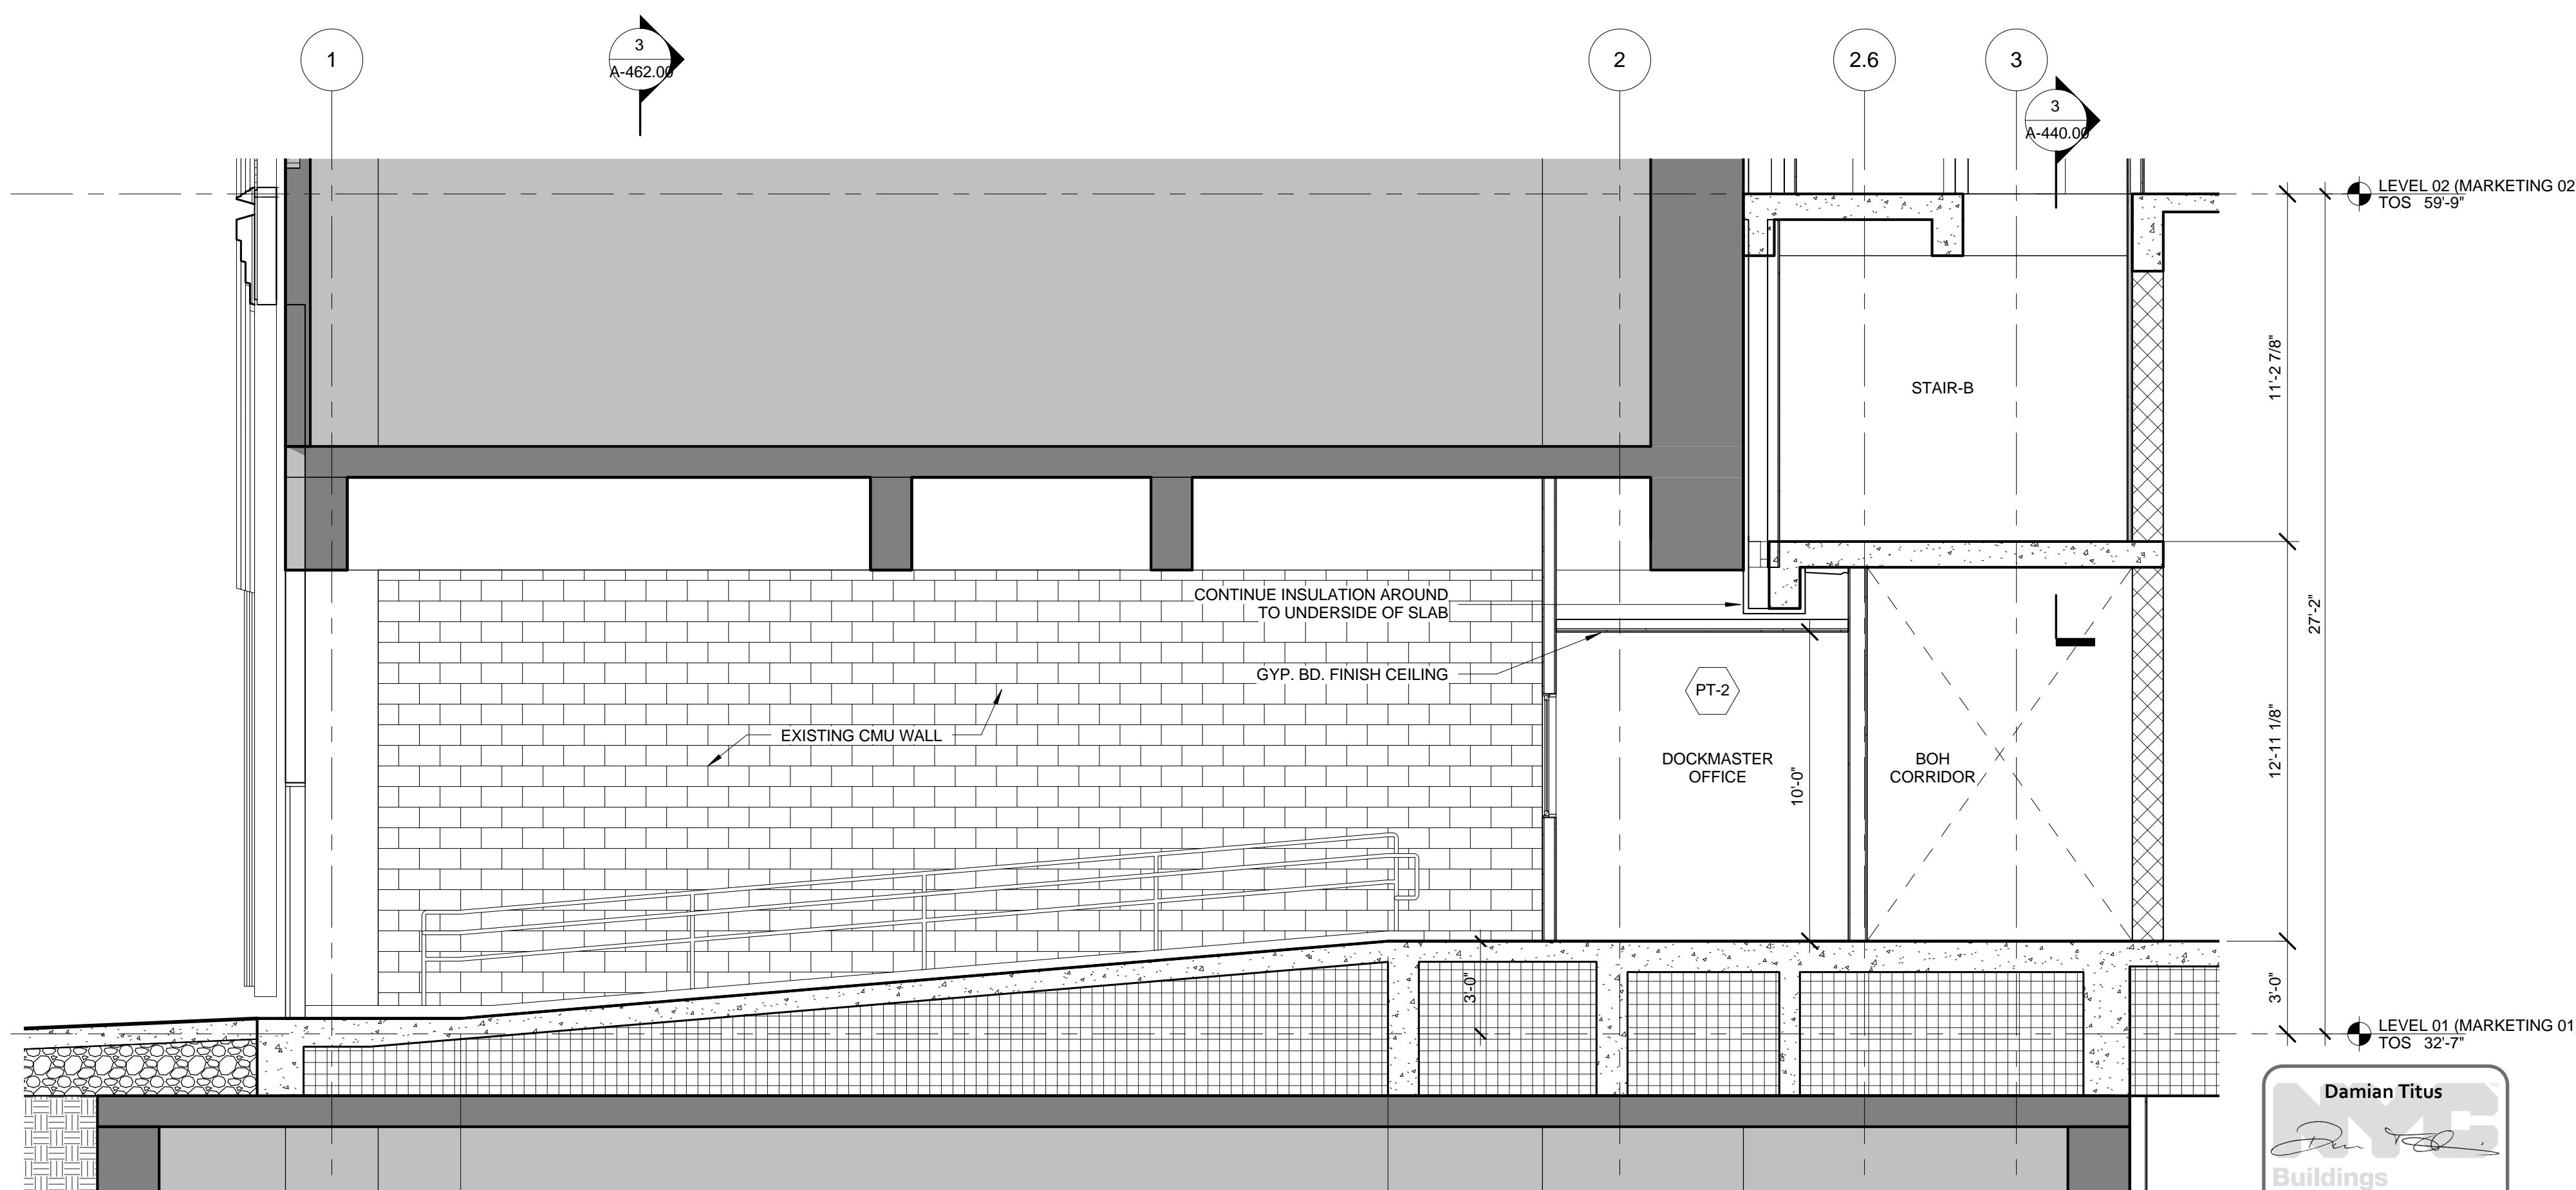 1
3
A-462.00
2
2.6
3
3
A-440.00
LEVEL 02 (MARKETING 02
TOS 59'-9"
STAIR-B
11'-2 7/8"
27'-2"
CONTINUE INSULATION AROUND
TO UNDERSIDE OF SLAB
GYP. BD. FINISH CEILING
PT-2
EXISTING CMU WALL
DOCKMASTER
OFFICE
10'-0"
BOH
CORRIDOR
12'-11 1/8"
3'-0"
3'-0"
LEVEL 01 (MARKETING 01
TOS 32'-7"
Damian Titus
NYC
Buildings